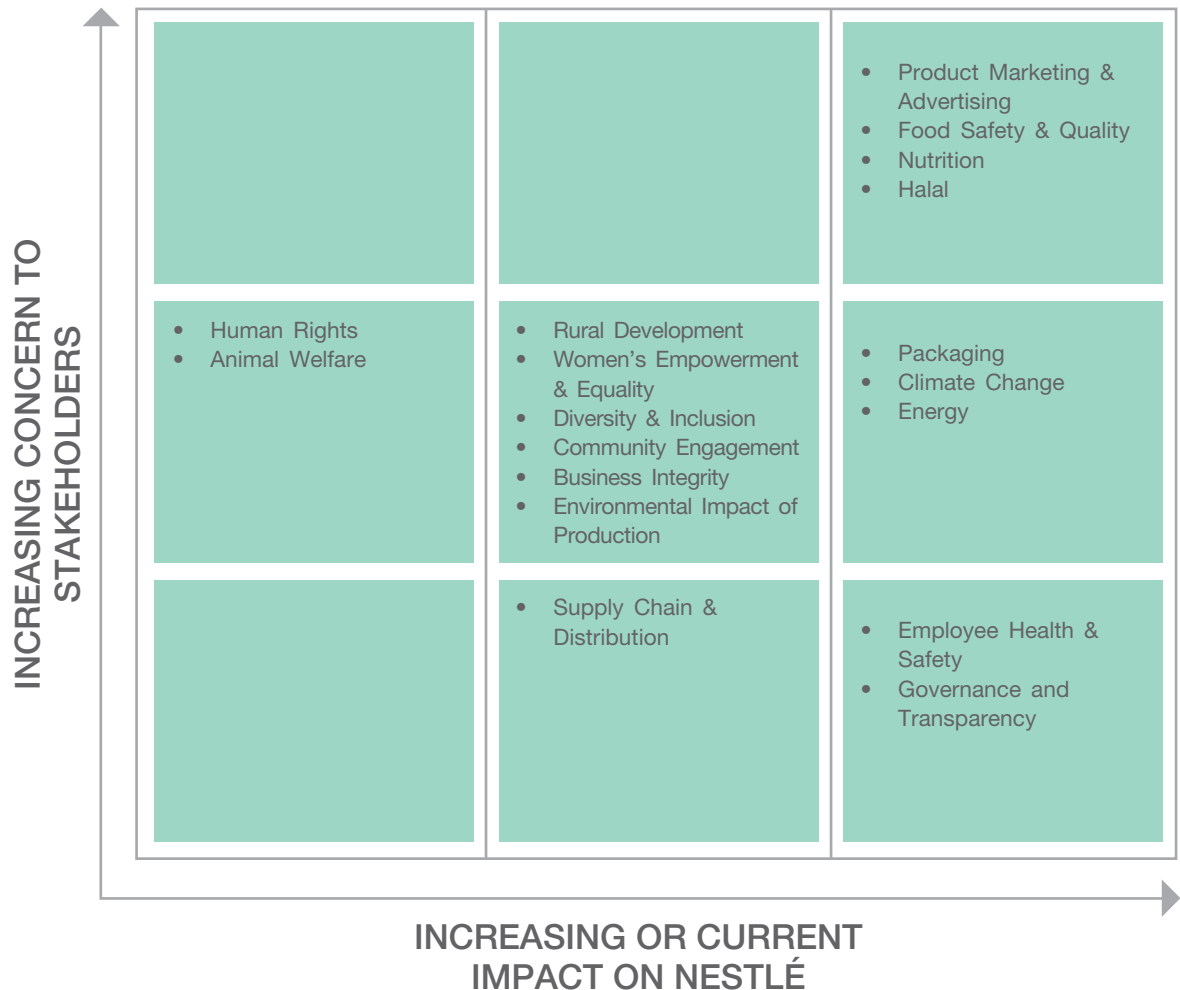 INCREASING CONCERN TO
STAKEHOLDERS
• Product Marketing &
Advertising
• Food Safety & Quality
• Nutrition
• Halal
• Human Rights
• Animal Welfare
• Rural Development
• Women’s Empowerment
& Equality
• Diversity & Inclusion
• Community Engagement
• Business Integrity
• Environmental Impact of
Production
• Packaging
• Climate Change
• Energy
• Supply Chain &
Distribution
• Employee Health &
Safety
• Governance and
Transparency
INCREASING OR CURRENT
IMPACT ON NESTLÉ